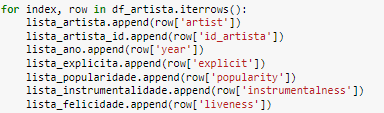 for index, row in df_artista.iterrows():
    lista_artista.append(row['artist'])
    lista_artista_id.append(row['id_artista'])
    lista_ano.append(row['year'])
    lista_explicita.append(row['explicit'])
    lista_popularidade.append(row['popularity'])
    lista_instrumentalidade.append(row['instrumentalness'])
    lista_felicidade.append(row['liveness'])